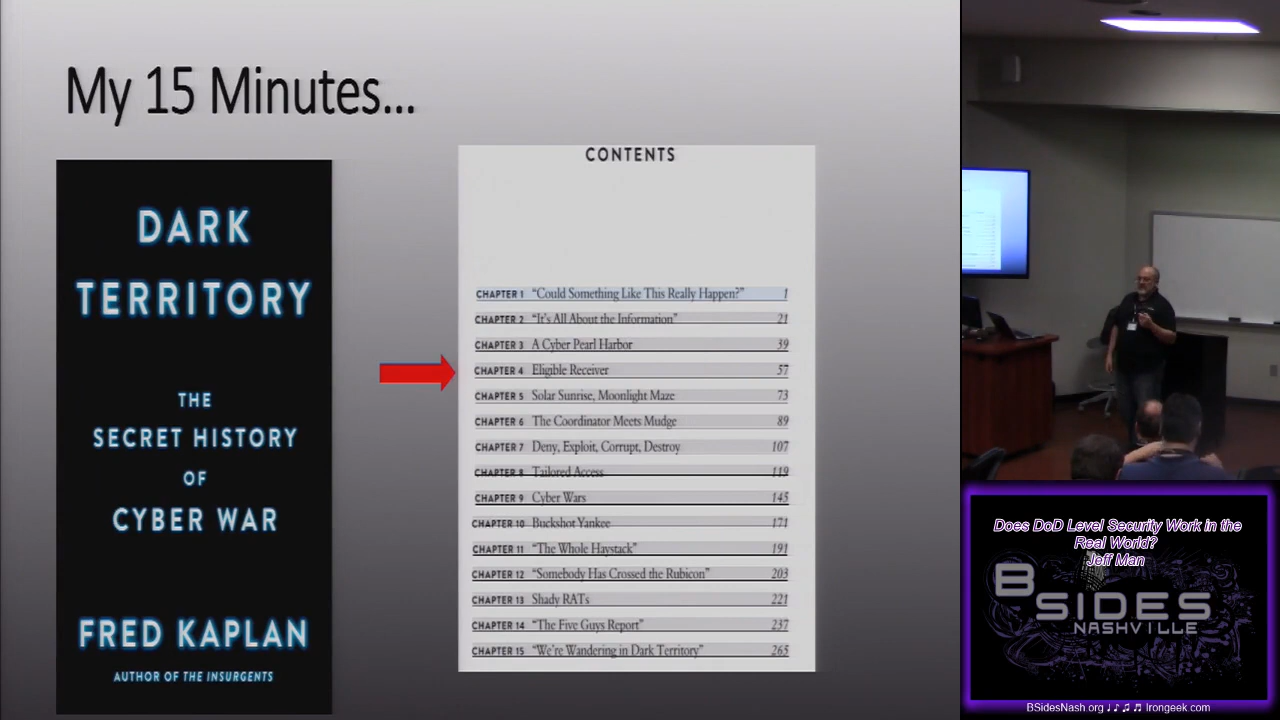 My 15 Minutes...
DARK
TERRITORY
THE
SECRET HISTORY
OF
CYBER WAR
FRED KAPLAN
AUTHOR OF THE INSURGENTS
CONTENTS
CHAPTER 1 "Could Something Like This Really Happen?" 1
CHAPTER 2 "It's All About the Information" 21
CHAPTER 3 A Cyber Pearl Harbor 39
CHAPTER 4 Eligible Receiver 57
CHAPTER 5 Solar Sunrise, Moonlight Maze 73
CHAPTER 6 The Coordinator Meets Mudge 89
CHAPTER 7 Deny, Exploit, Corrupt, Destroy 107
CHAPTER 8 Tailored Access 119
CHAPTER 9 Cyber Wars 145
CHAPTER 10 Buckshot Yankee 171
CHAPTER 11 "The Whole Haystack" 191
CHAPTER 12 "Somebody Has Crossed the Rubicon" 203
CHAPTER 13 Shady RATs 221
CHAPTER 14 "The Five Guys Report" 237
CHAPTER 15 "We're Wandering in Dark Territory" 265
Does DoD Level Security Work in the
Real World?
Jeff Man
BSIDES
NASHVILLE
BSidesNash.org ♩♪♫♬ Irongeek.com